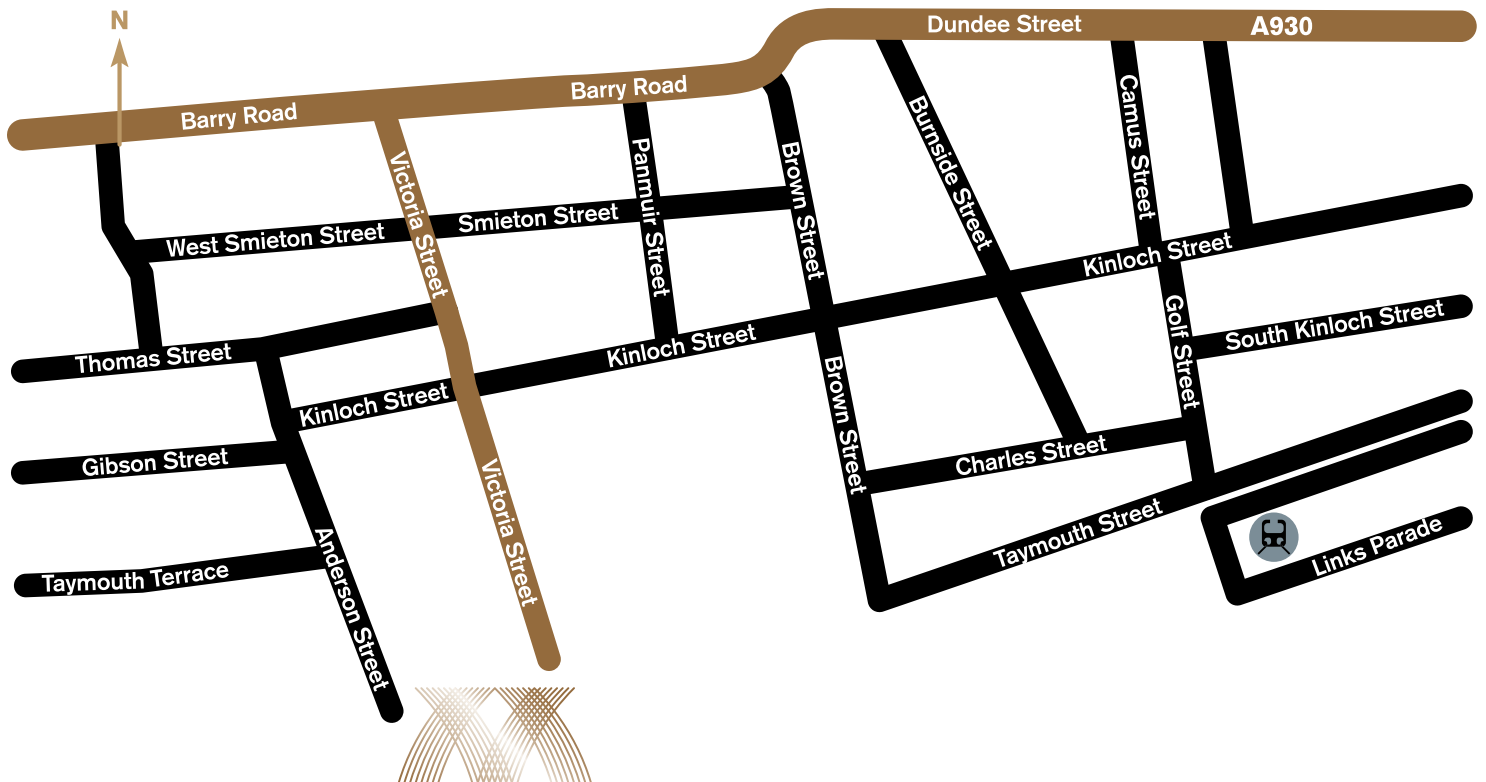 N
Dundee Street
A930
Barry Road
Barry Road
Victoria Street
Panmuir Street
Brown Street
Burnside Street
Camus Street
West Smieton Street
Smieton Street
Kinloch Street
Golf Street
South Kinloch Street
Thomas Street
Kinloch Street
Kinloch Street
Brown Street
Gibson Street
Charles Street
Victoria Street
Taymouth Street
Links Parade
Taymouth Terrace
Anderson Street